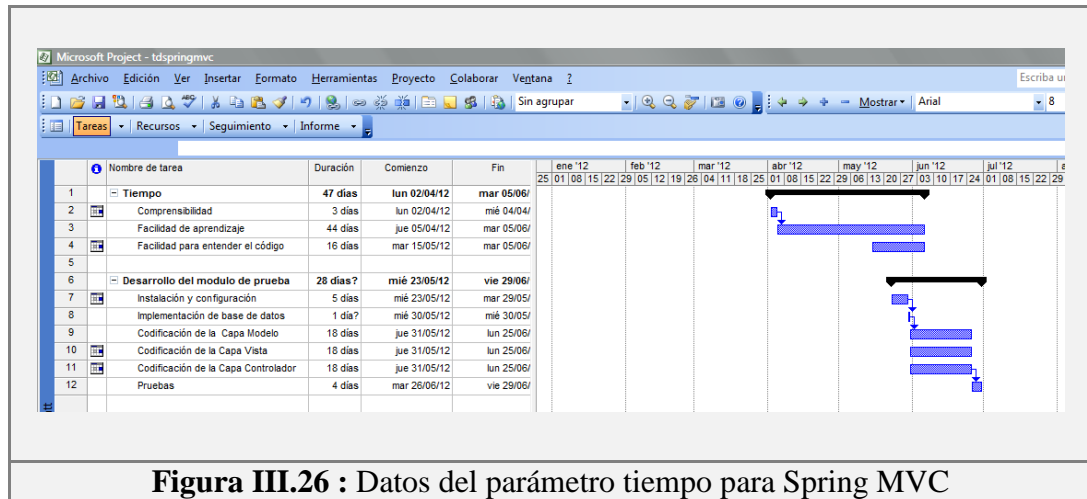 Microsoft Project - tdspringmvc
Archivo Edición Ver Insertar Formato Herramientas Proyecto Colaborar Ventana ? Escriba un
Sin agrupar Mostrar Arial 8
Tareas Recursos Seguimiento Informe
Nombre de tarea Duración Comienzo Fin ene '12 feb '12 mar '12 abr '12 may '12 jun '12 jul '12 a
25 01 08 15 22 29 05 12 19 26 04 11 18 25 01 08 15 22 29 06 13 20 27 03 10 17 24 01 08 15 22 29
1 Tiempo 47 días lun 02/04/12 mar 05/06/
2 Comprensibilidad 3 días lun 02/04/12 mié 04/04/
3 Facilidad de aprendizaje 44 días jue 05/04/12 mar 05/06/
4 Facilidad para entender el código 16 días mar 15/05/12 mar 05/06/
5
6 Desarrollo del modulo de prueba 28 días? mié 23/05/12 vie 29/06/
7 Instalación y configuración 5 días mié 23/05/12 mar 29/05/
8 Implementación de base de datos 1 día? mié 30/05/12 mié 30/05/
9 Codificación de la Capa Modelo 18 días jue 31/05/12 lun 25/06/
10 Codificación de la Capa Vista 18 días jue 31/05/12 lun 25/06/
11 Codificación de la Capa Controlador 18 días jue 31/05/12 lun 25/06/
12 Pruebas 4 días mar 26/06/12 vie 29/06/
Figura III.26 : Datos del parámetro tiempo para Spring MVC